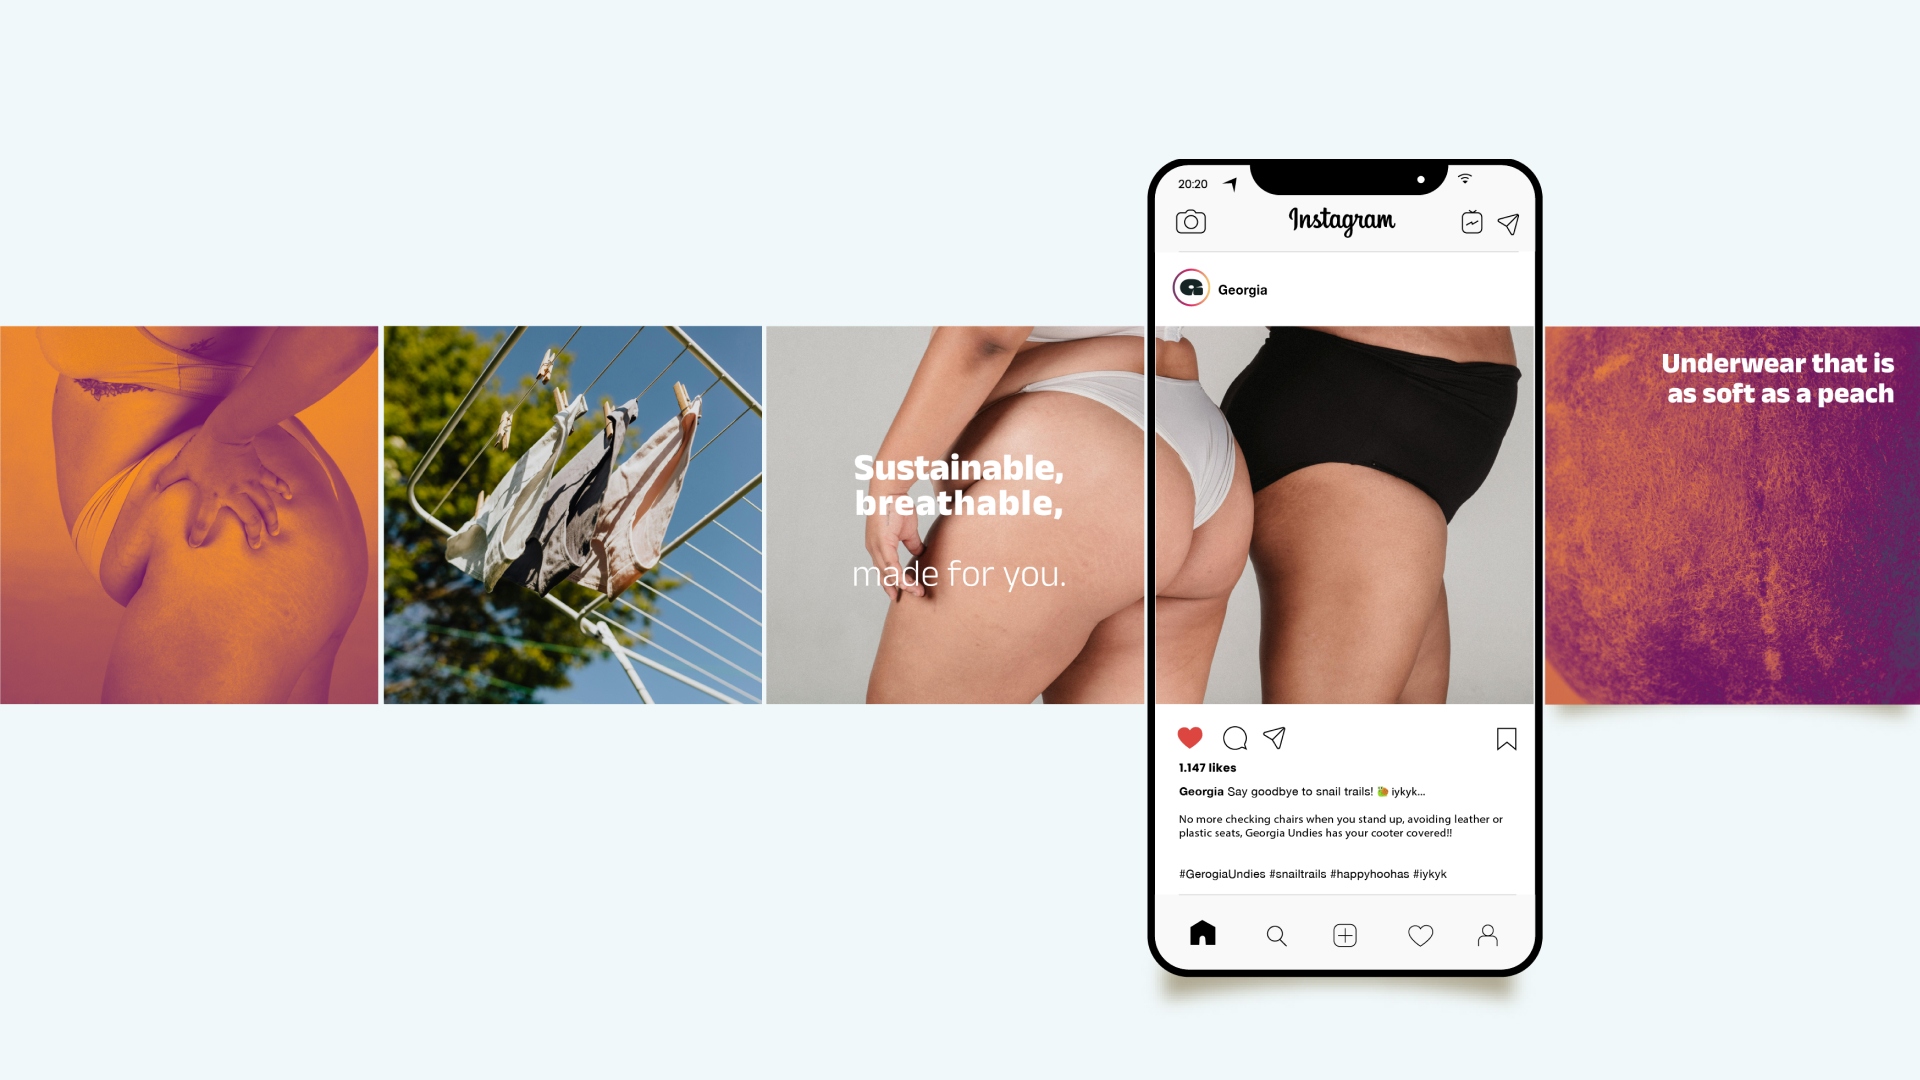 Sustainable,
breathable,
made for you.
20:20
Instagram
G
Georgia
1.147 likes
Georgia Say goodbye to snail trails! 🐌 iykyk...
No more checking chairs when you stand up, avoiding leather or
plastic seats, Georgia Undies has your cooter covered!!
#GerogiaUndies #snailtrails #happyhoohas #iykyk
Underwear that is
as soft as a peach